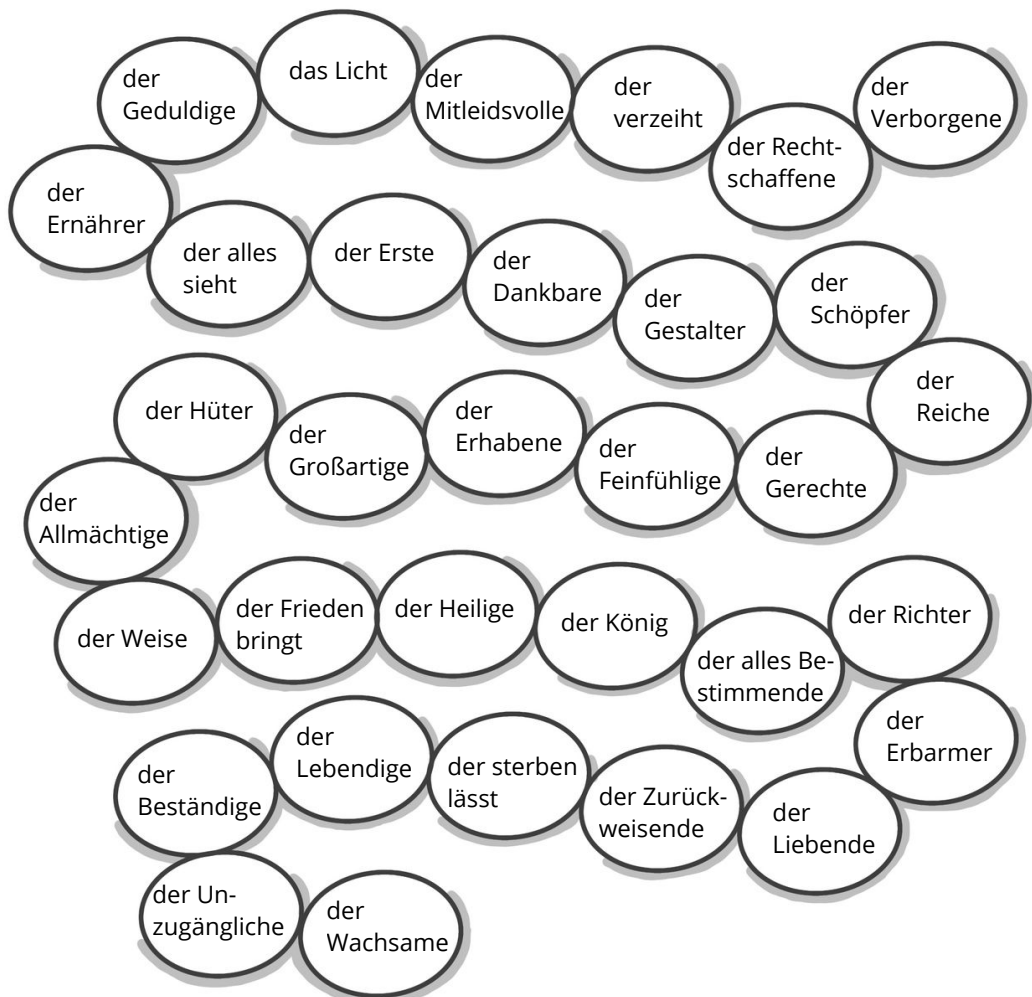 der
Geduldige
das Licht
der
Mitleidsvolle
der
verzeiht
der Recht-
schaffene
der
Verborgene
der
Ernährer
der alles
sieht
der Erste
der
Dankbare
der
Gestalter
der
Schöpfer
der
Reiche
der Hüter
der
Großartige
der
Erhabene
der
Feinfühlige
der
Gerechte
der
Allmächtige
der Weise
der Frieden
bringt
der Heilige
der König
der alles Be-
stimmende
der Richter
der
Erbarmer
der
Beständige
der
Lebendige
der sterben
lässt
der Zurück-
weisende
der
Liebende
der Un-
zugängliche
der
Wachsame